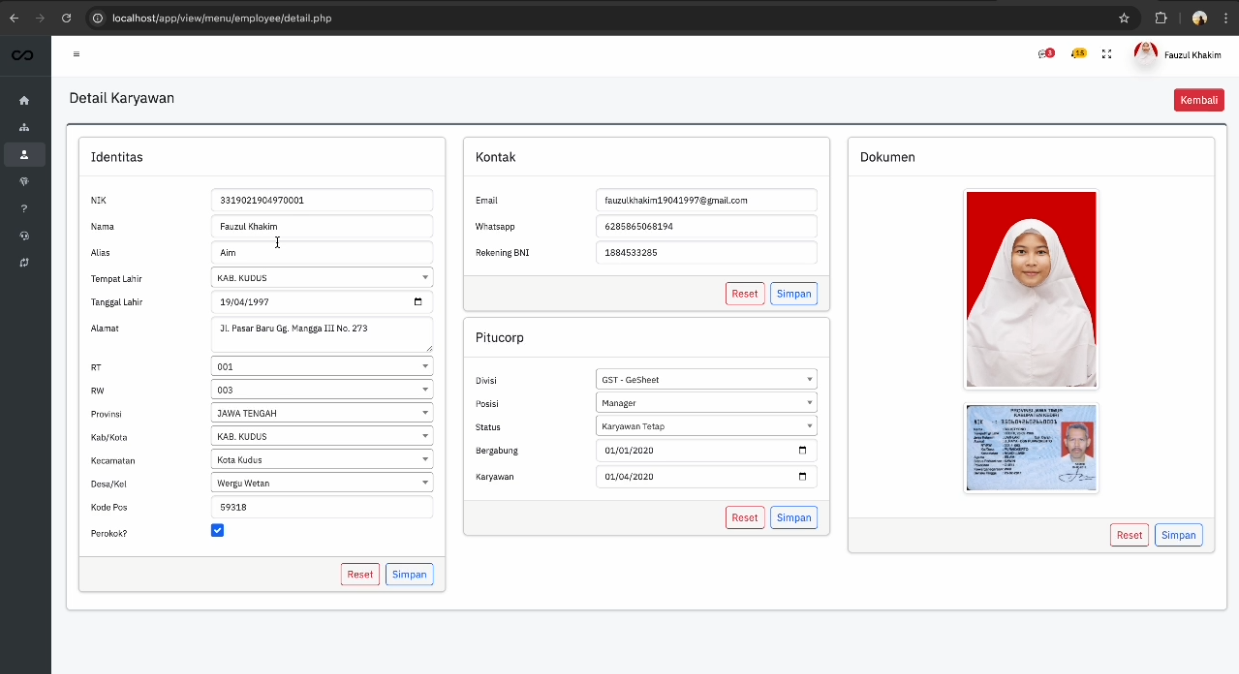 localhost/app/view/menu/employee/detail.php
3
15
Fauzul Khakim
Detail Karyawan
Kembali
Identitas
NIK 3319021904970001
Nama Fauzul Khakim
Alias Aim
Tempat Lahir KAB. KUDUS
Tanggal Lahir 19/04/1997
Alamat Jl. Pasar Baru Gg. Mangga III No. 273
RT 001
RW 003
Provinsi JAWA TENGAH
Kab/Kota KAB. KUDUS
Kecamatan Kota Kudus
Desa/Kel Wergu Wetan
Kode Pos 59318
Perokok?
Reset Simpan
Kontak
Email fauzulkhakim19041997@gmail.com
Whatsapp 6285865068194
Rekening BNI 1884533285
Reset Simpan
Pitucorp
Divisi GST - GeSheet
Posisi Manager
Status Karyawan Tetap
Bergabung 01/01/2020
Karyawan 01/04/2020
Reset Simpan
Dokumen
PROVINSI JAWA TIMUR
NIK
Reset Simpan